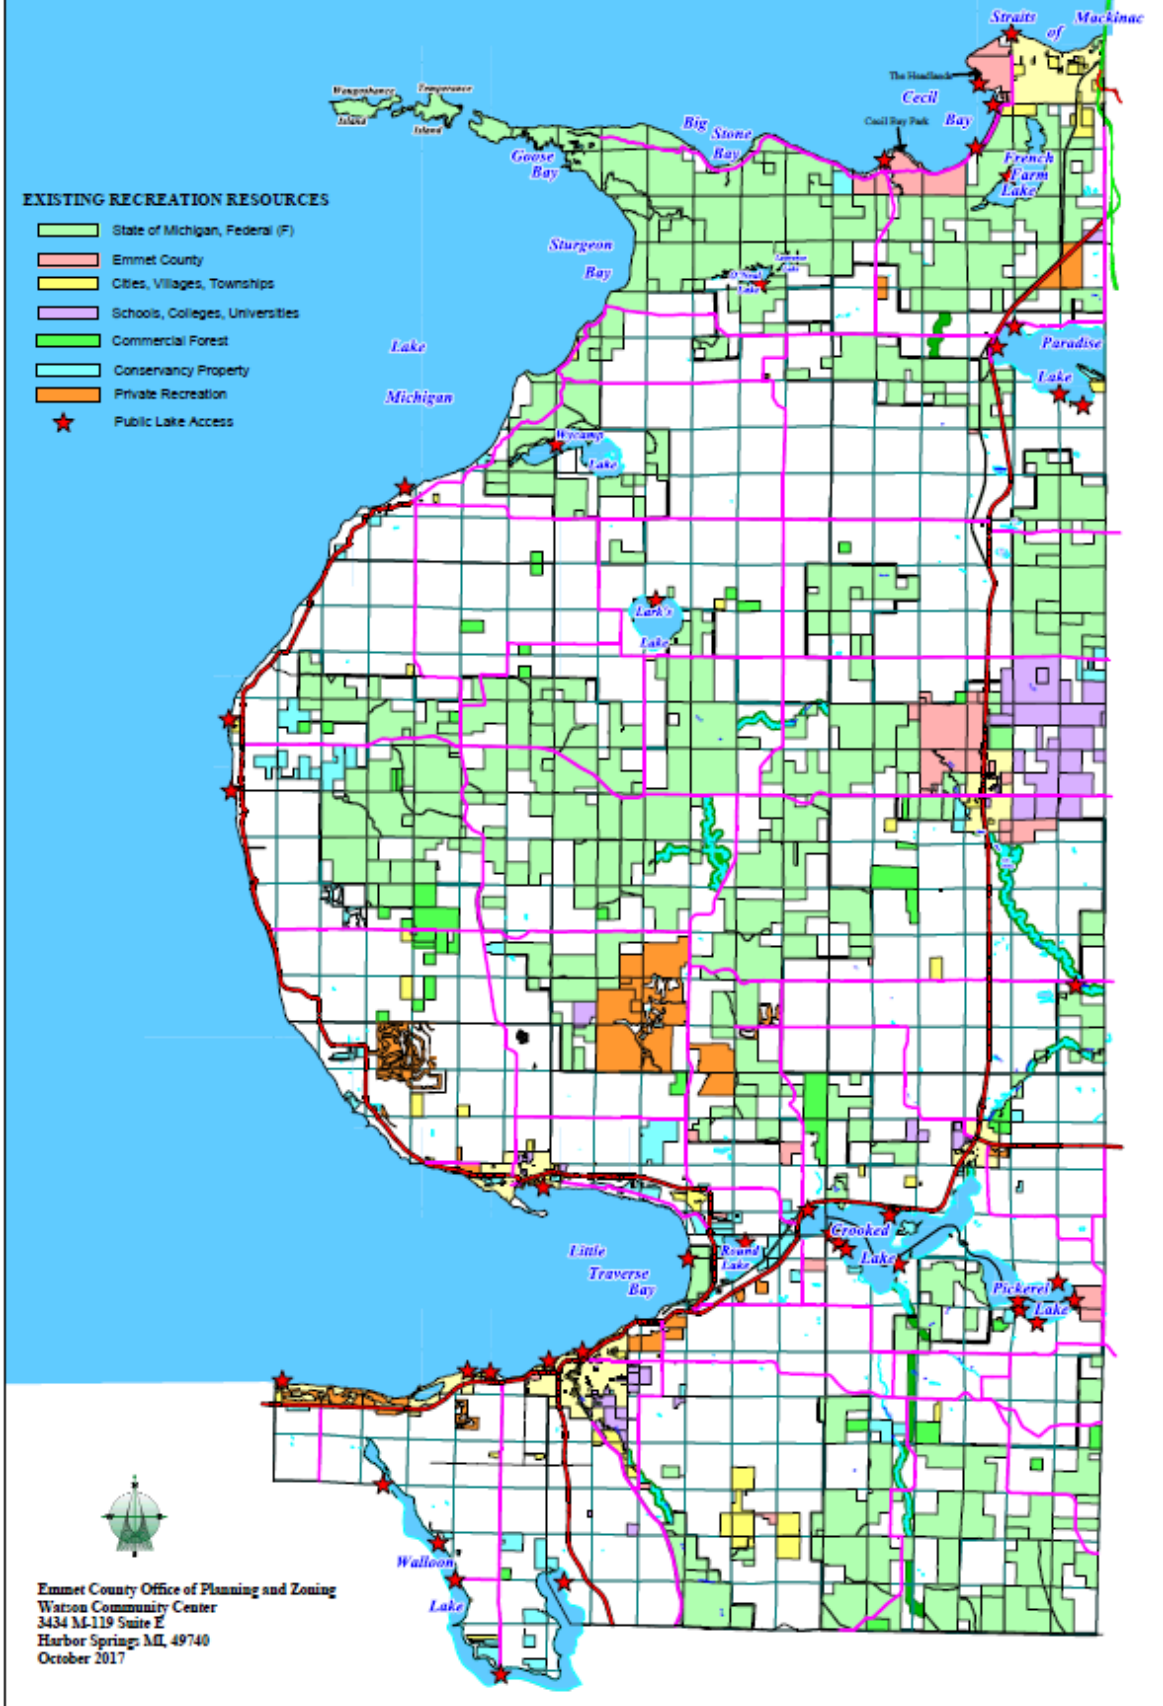 Straits
of
Mackinac
The Headlands
Cecil
Bay
Cecil Bay Park
Waugoshance
Island
Temperance
Island
Big
Stone
Bay
Goose
Bay
French
Farm
Lake
EXISTING RECREATION RESOURCES
State of Michigan, Federal (F)
Emmet County
Cities, Villages, Townships
Schools, Colleges, Universities
Commercial Forest
Conservancy Property
Private Recreation
Public Lake Access
Sturgeon
Bay
O'Neal
Lake
Lake
Lake
Michigan
Paradise
Lake
Wycamp
Lake
Lark's
Lake
Little
Traverse
Bay
Round
Lake
Crooked
Lake
Pickerel
Lake
Walloon
Lake
Emmet County Office of Planning and Zoning
Watson Community Center
3434 M-119 Suite E
Harbor Springs MI, 49740
October 2017